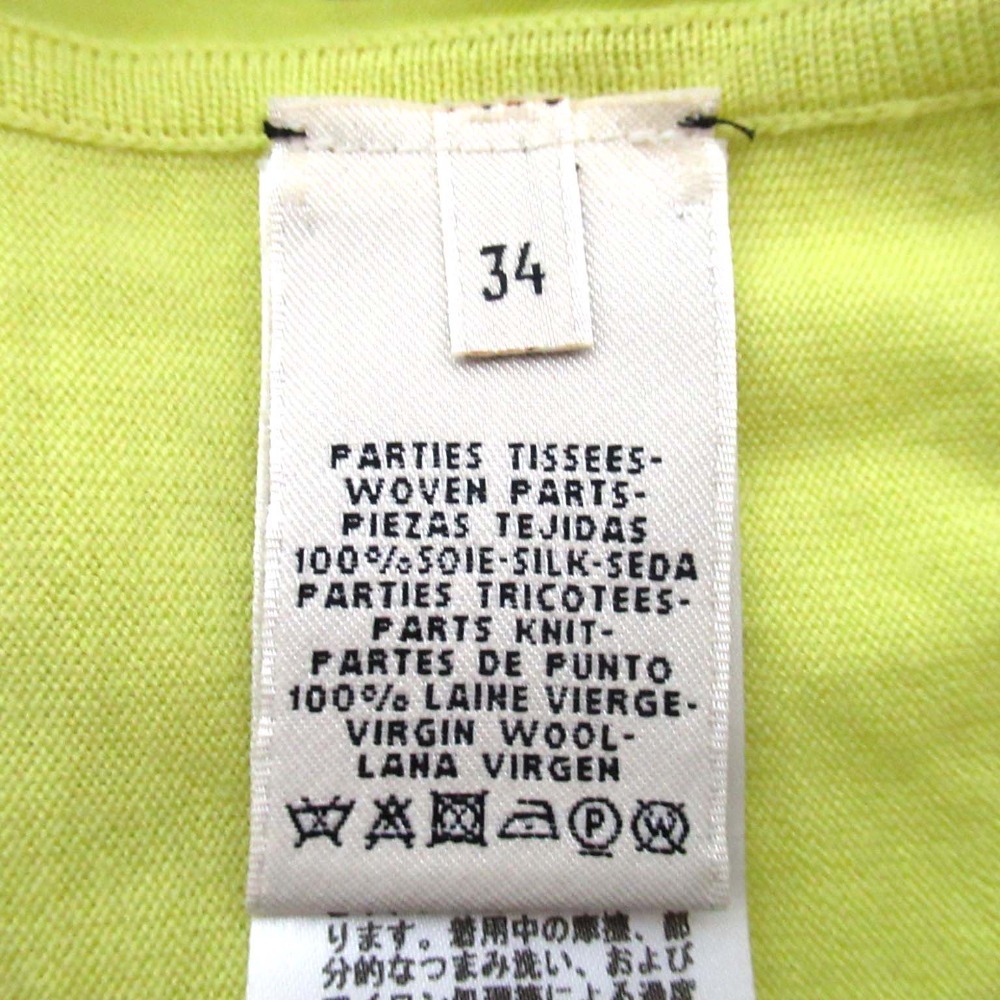 34
PARTIES TISSEES-
WOVEN PARTS-
PIEZAS TEJIDAS
100%SOIE-SILK-SEDA
PARTIES TRICOTEES-
PARTS KNIT-
PARTES DE PUNTO
100% LAINE VIERGE-
VIRGIN WOOL-
LANA VIRGEN
P W
ります。着用中の摩擦、部
分的なつまみ洗い、および